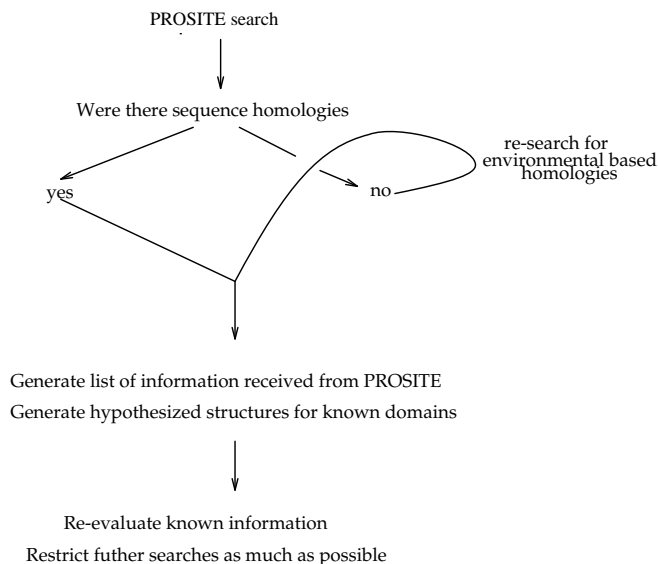 PROSITE search
Were there sequence homologies
re-search for
environmental based
homologies
yes
no
Generate list of information received from PROSITE
Generate hypothesized structures for known domains
Re-evaluate known information
Restrict futher searches as much as possible